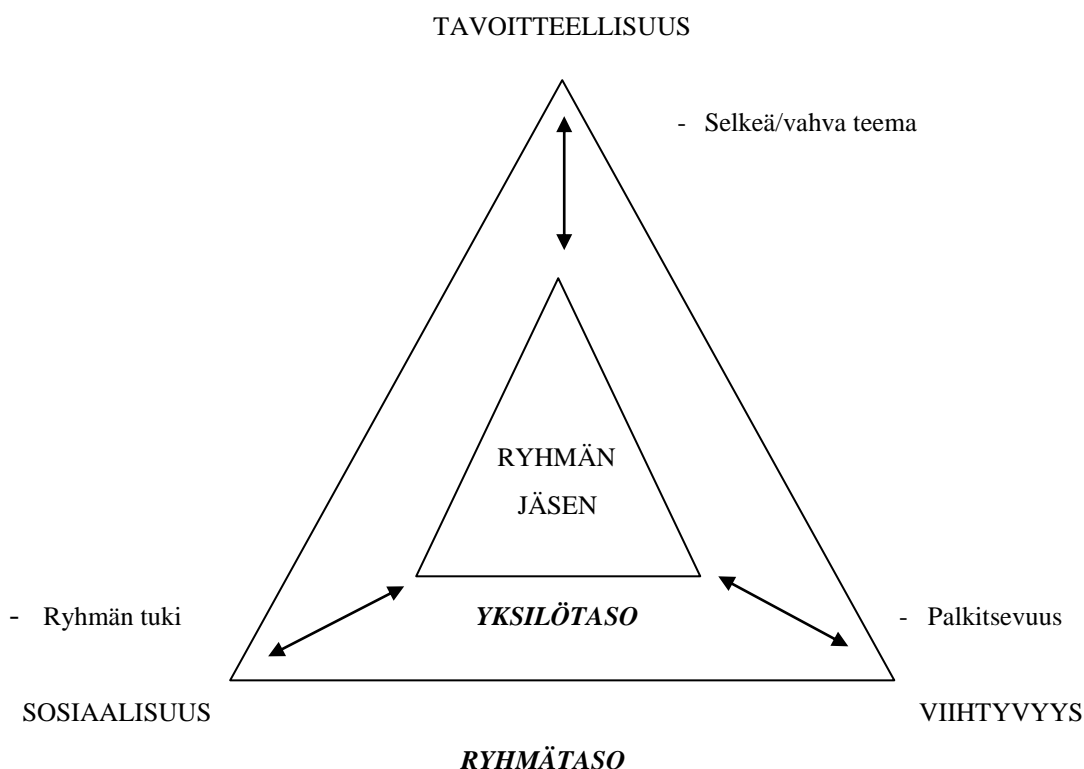 TAVOITTEELLISUUS
- Selkeä/vahva teema
RYHMÄN
JÄSEN
- Ryhmän tuki
YKSILÖTASO
- Palkitsevuus
SOSIAALISUUS
VIIHTYVYYS
RYHMÄTASO